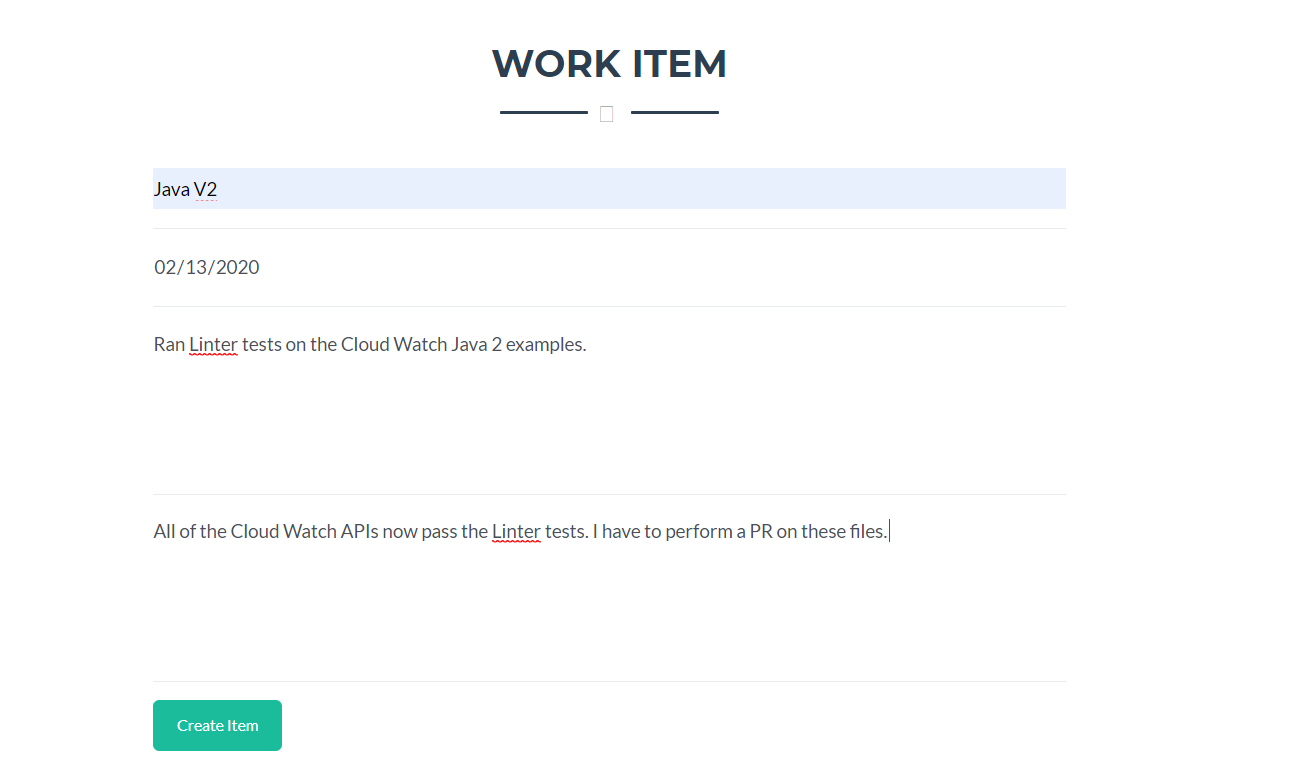 WORK ITEM
Java V2
02/13/2020
Ran Linter tests on the Cloud Watch Java 2 examples.
All of the Cloud Watch APIs now pass the Linter tests. I have to perform a PR on these files.
Create Item